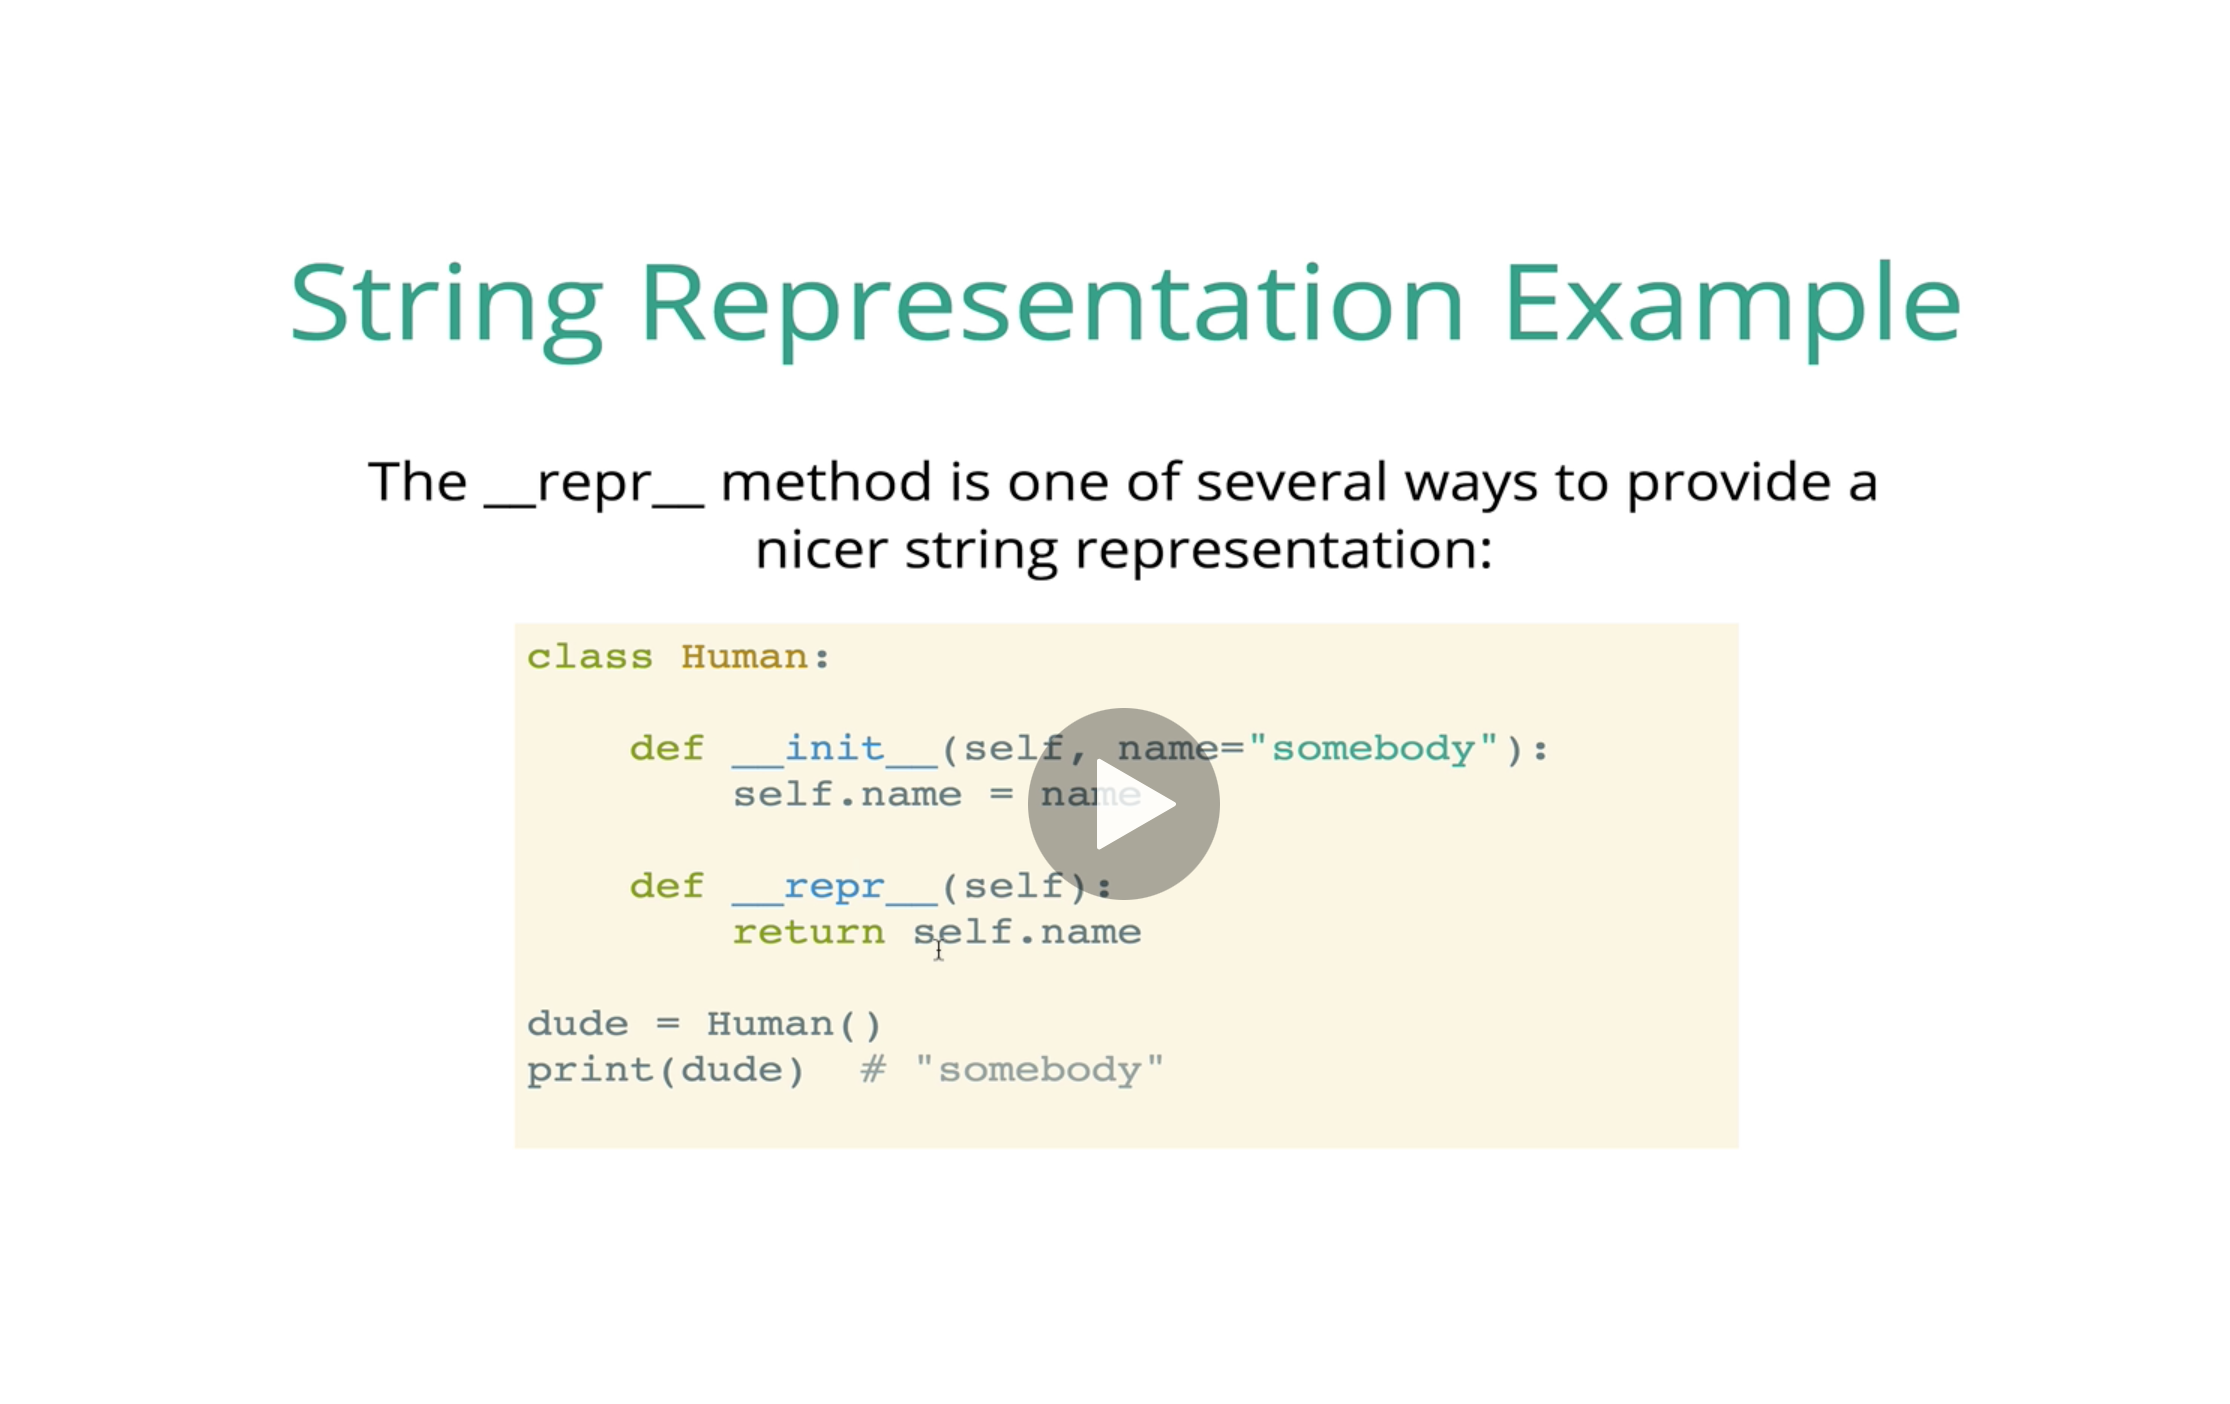 String Representation Example
The __repr__ method is one of several ways to provide a
nicer string representation:
class Human:
    def __init__(self, name="somebody"):
        self.name = name
    def __repr__(self):
        return self.name
dude = Human()
print(dude)  # "somebody"